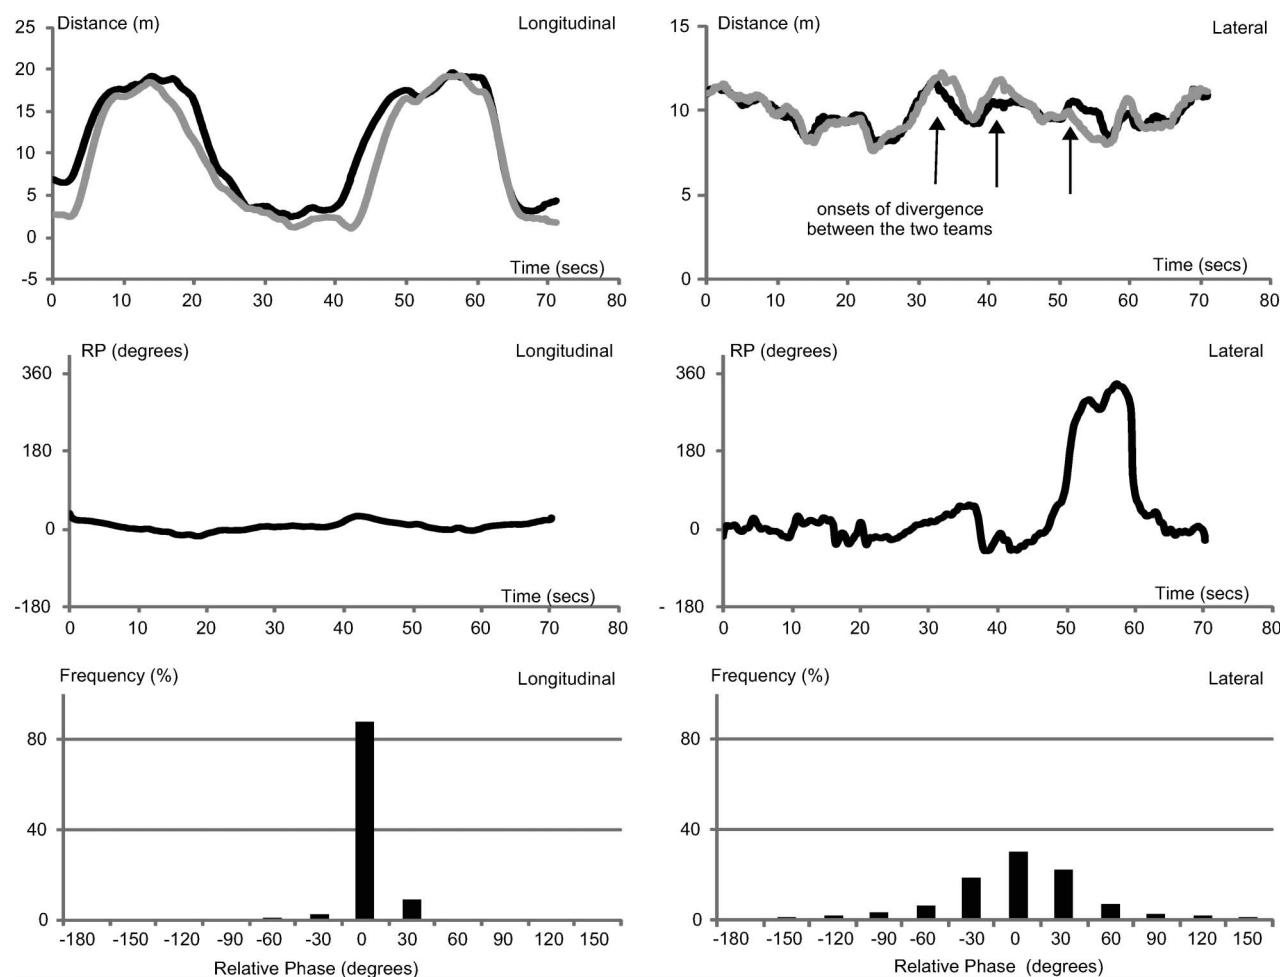 Distance (m)
Longitudinal
25
20
15
10
5
0
-5
Time (secs)
0 10 20 30 40 50 60 70 80
Distance (m)
Lateral
15
10
5
0
onsets of divergence
between the two teams
Time (secs)
0 10 20 30 40 50 60 70 80
RP (degrees)
Longitudinal
360
180
0
-180
Time (secs)
0 10 20 30 40 50 60 70 80
RP (degrees)
Lateral
360
180
0
- 180
Time (secs)
0 10 20 30 40 50 60 70 80
Frequency (%)
Longitudinal
80
40
0
-180 -150 -120 -90 -60 -30 0 30 60 90 120 150
Relative Phase (degrees)
Frequency (%)
Lateral
80
40
0
-180 -150 -120 -90 -60 -30 0 30 60 90 120 150
Relative Phase (degrees)